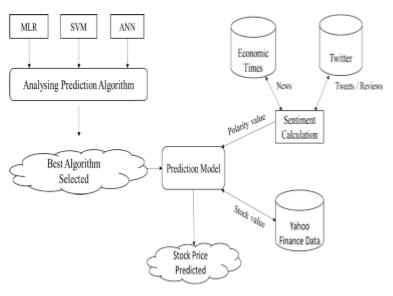 MLR
SVM
ANN
Analysing Prediction Algorithm
Best Algorithm
Selected
Economic
Times
Twitter
News
Tweets / Reviews
Sentiment
Calculation
Polarity value
Prediction Model
Stock value
Yahoo
Finance Data
Stock Price
Predicted